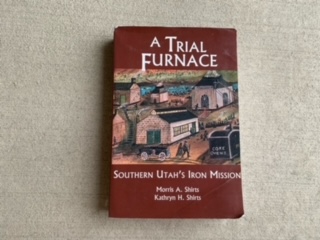 A TRIAL
FURNACE
SOUTHERN UTAH'S IRON MISSION
Morris A. Shirts
Kathryn H. Shirts